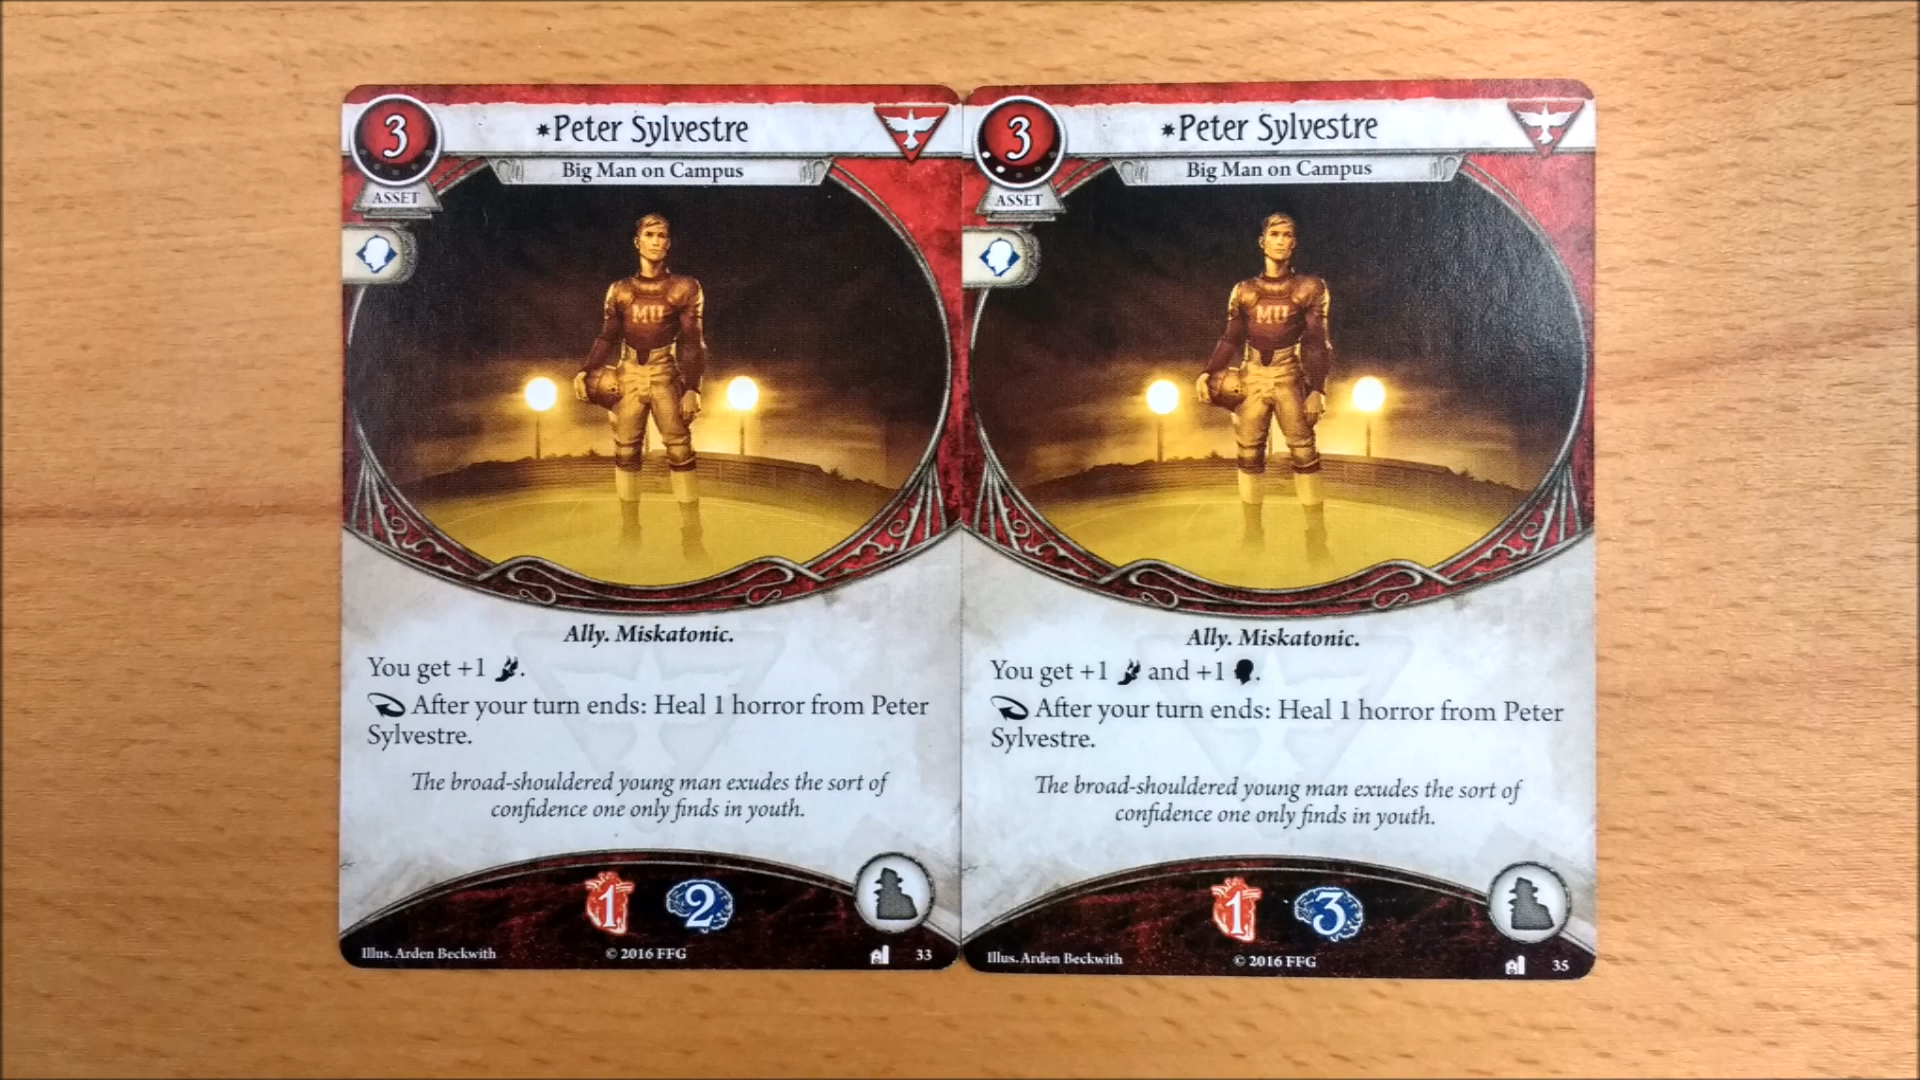 3
*Peter Sylvestre
Big Man on Campus
ASSET
MU
Ally. Miskatonic.
You get +1 .
After your turn ends: Heal 1 horror from Peter
Sylvestre.
The broad-shouldered young man exudes the sort of
confidence one only finds in youth.
1 2
Illus. Arden Beckwith © 2016 FFG 33
3
*Peter Sylvestre
Big Man on Campus
ASSET
MU
Ally. Miskatonic.
You get +1 and +1 .
After your turn ends: Heal 1 horror from Peter
Sylvestre.
The broad-shouldered young man exudes the sort of
confidence one only finds in youth.
1 3
Illus. Arden Beckwith © 2016 FFG 35